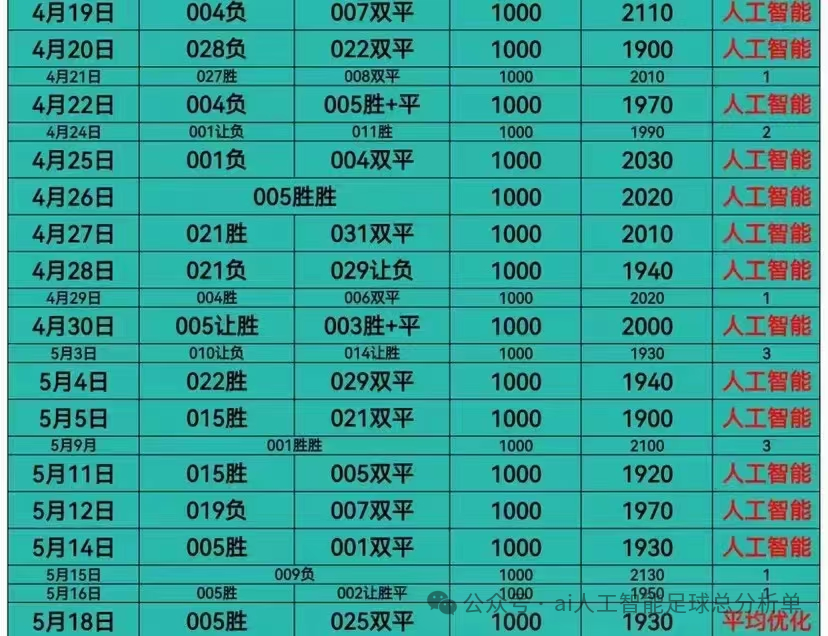 4月19日 004负 007双平 1000 2110 人工智能
4月20日 028负 022双平 1000 1900 人工智能
4月21日 027胜 008双平 1000 2010 1
4月22日 004负 005胜+平 1000 1970 人工智能
4月24日 001让负 011胜 1000 1990 2
4月25日 001负 004双平 1000 2030 人工智能
4月26日 005胜胜 1000 2020 人工智能
4月27日 021胜 031双平 1000 2010 人工智能
4月28日 021负 029让负 1000 1940 人工智能
4月29日 004胜 006双平 1000 2020 1
4月30日 005让胜 003胜+平 1000 2000 人工智能
5月3日 010让负 014让胜 1000 1930 3
5月4日 022胜 029双平 1000 1940 人工智能
5月5日 015胜 021双平 1000 1900 人工智能
5月9月 001胜胜 1000 2100 3
5月11日 015胜 005双平 1000 1920 人工智能
5月12日 019负 007双平 1000 1970 人工智能
5月14日 005胜 001双平 1000 1930 人工智能
5月15日 009负 1000 2130 1
5月16日 005胜 002让胜平 1000 1950 1
公众号·ai人工智能足球总分析单
5月18日 005胜 025双平 1000 1930 平均优化